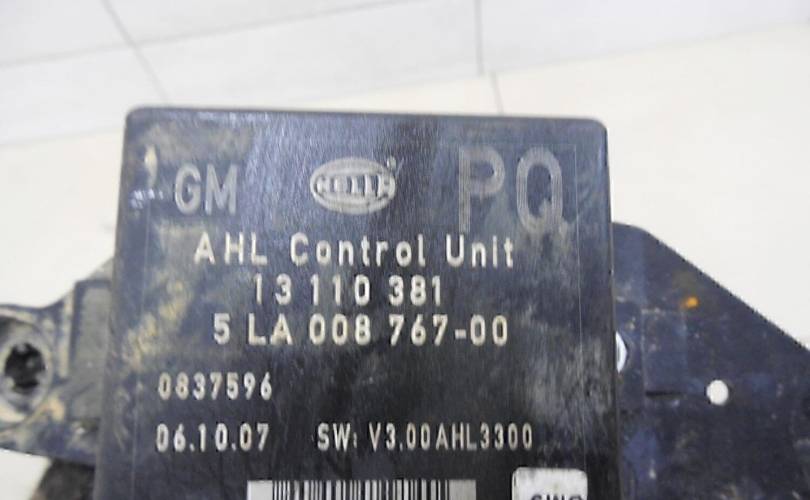 GM HELLA PQ
AHL Control Unit
13 110 381
5 LA 008 767-00
0837596
06.10.07 SW: V3.00AHL3300